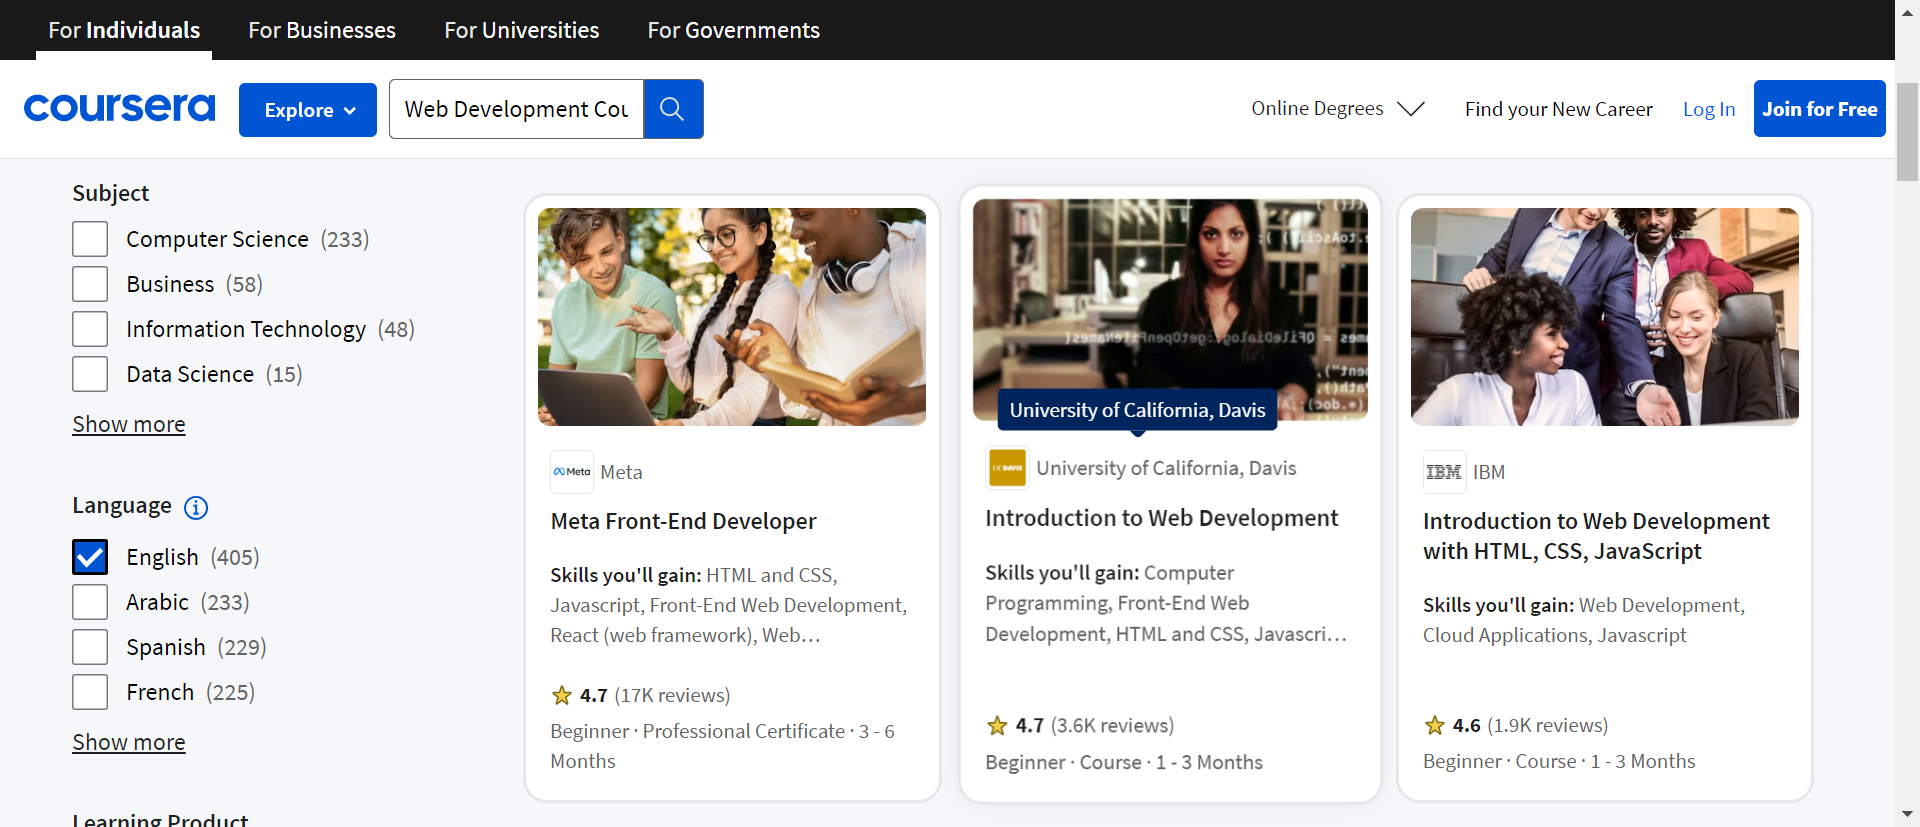 For Individuals
For Businesses
For Universities
For Governments
coursera
Explore
Web Development Cou
Online Degrees
Find your New Career
Log In
Join for Free
Subject
Computer Science (233)
Business (58)
Information Technology (48)
Data Science (15)
Show more
Language
English (405)
Arabic (233)
Spanish (229)
French (225)
Show more
Learning Product
Meta
Meta
Meta Front-End Developer
Skills you'll gain: HTML and CSS,
Javascript, Front-End Web Development,
React (web framework), Web...
4.7 (17K reviews)
Beginner · Professional Certificate · 3 - 6
Months
University of California, Davis
UC DAVIS
University of California, Davis
Introduction to Web Development
Skills you'll gain: Computer
Programming, Front-End Web
Development, HTML and CSS, Javascri...
4.7 (3.6K reviews)
Beginner · Course · 1 - 3 Months
IBM
IBM
Introduction to Web Development
with HTML, CSS, JavaScript
Skills you'll gain: Web Development,
Cloud Applications, Javascript
4.6 (1.9K reviews)
Beginner · Course · 1 - 3 Months